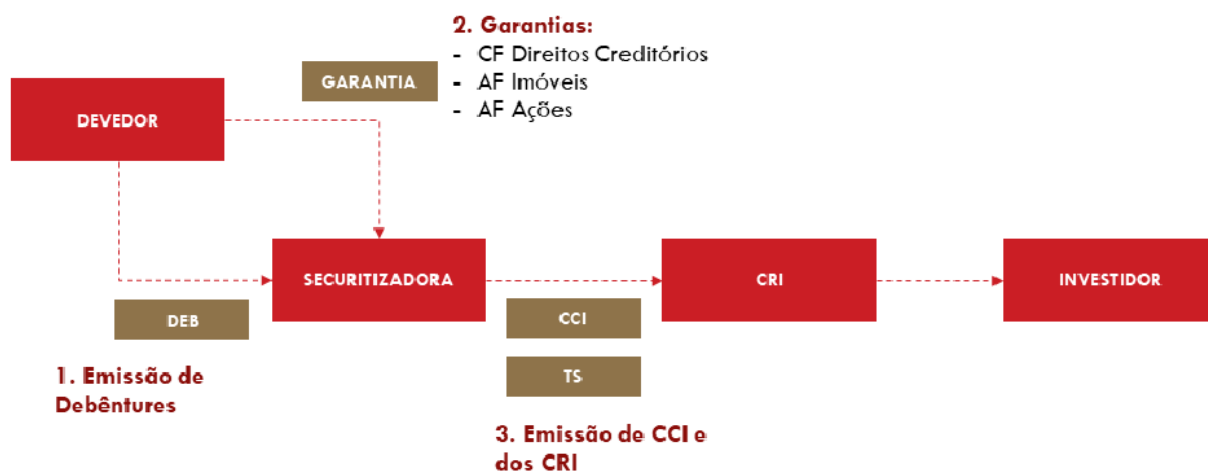 2. Garantias:
- CF Direitos Creditórios
- AF Imóveis
- AF Ações
GARANTIA
DEVEDOR
SECURITIZADORA
CRI
INVESTIDOR
DEB
CCI
TS
1. Emissão de
Debêntures
3. Emissão de CCI e
dos CRI